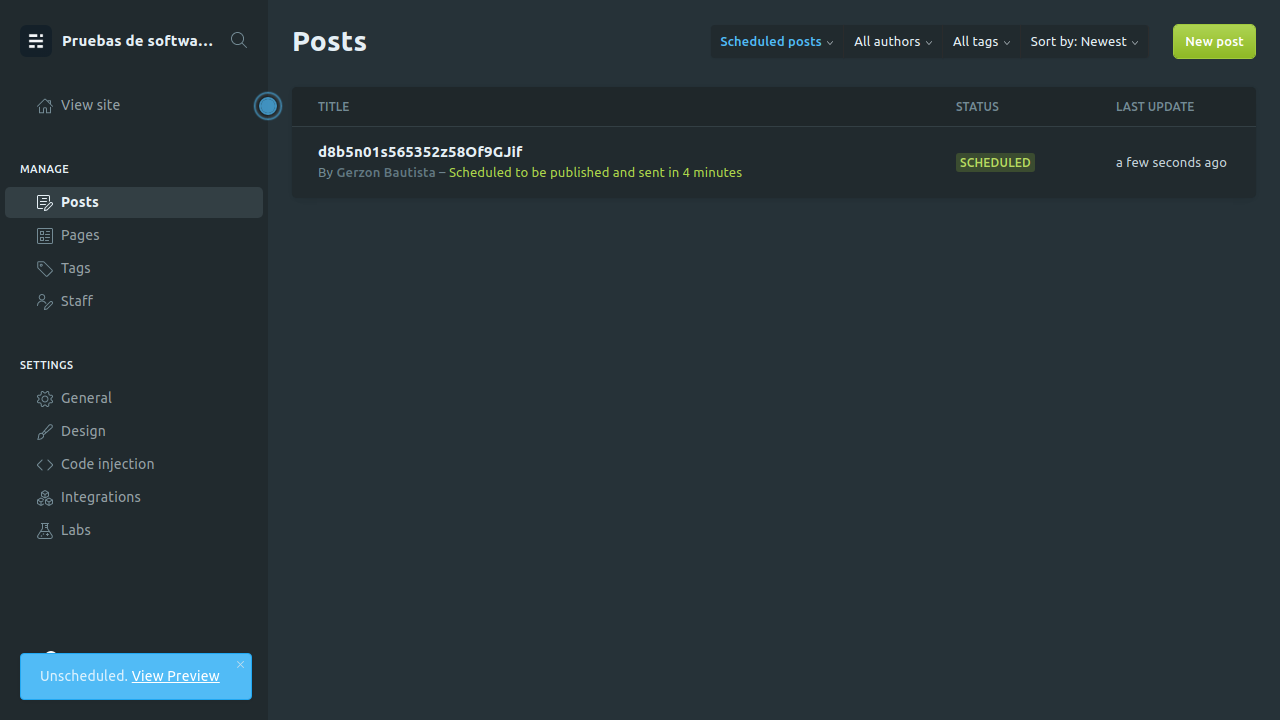 Pruebas de softwa...
View site
MANAGE
Posts
Pages
Tags
Staff
SETTINGS
General
Design
Code injection
Integrations
Labs
Unscheduled. View Preview
Posts
Scheduled posts
All authors
All tags
Sort by: Newest
New post
TITLE STATUS LAST UPDATE
d8b5n01s565352z58Of9GJif
By Gerzon Bautista – Scheduled to be published and sent in 4 minutes
SCHEDULED
a few seconds ago